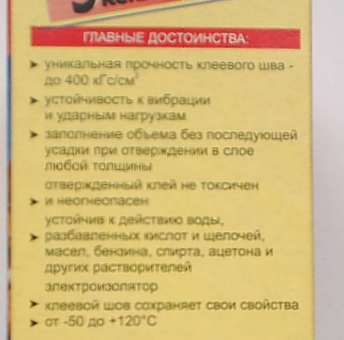 ГЛАВНЫЕ ДОСТОИНСТВА:
➤ уникальная прочность клеевого шва -
до 400 кГс/см²
➤ устойчивость к вибрации
и ударным нагрузкам
➤ заполнение объема без последующей
усадки при отверждении в слое
любой толщины
отвержденный клей не токсичен
➤ и неогнеопасен
устойчив к действию воды,
➤ разбавленных кислот и щелочей,
масел, бензина, спирта, ацетона и
других растворителей
электроизолятор
➤ клеевой шов сохраняет свои свойства
➤ от -50 до +120°С